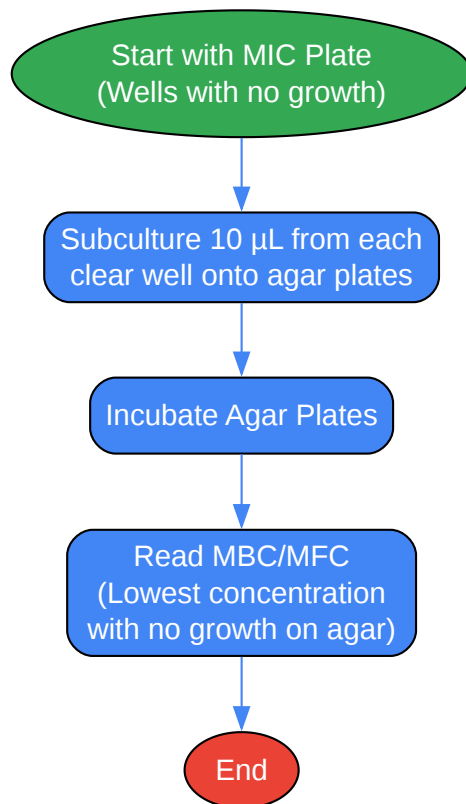 Start with MIC Plate
(Wells with no growth)
Subculture 10 µL from each
clear well onto agar plates
Incubate Agar Plates
Read MBC/MFC
(Lowest concentration
with no growth on agar)
End